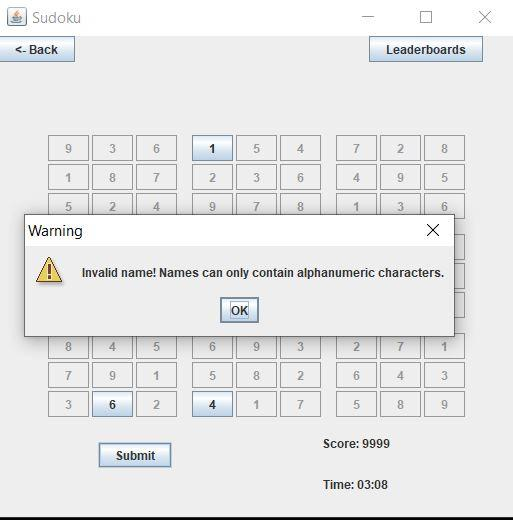 Sudoku
<- Back Leaderboards
9 3 6 1 5 4 7 2 8
1 8 7 2 3 6 4 9 5
5 2 4 9 7 8 1 3 6
Warning
Invalid name! Names can only contain alphanumeric characters.
OK
8 4 5 6 9 3 2 7 1
7 9 1 5 8 2 6 4 3
3 6 2 4 1 7 5 8 9
Score: 9999
Submit
Time: 03:08